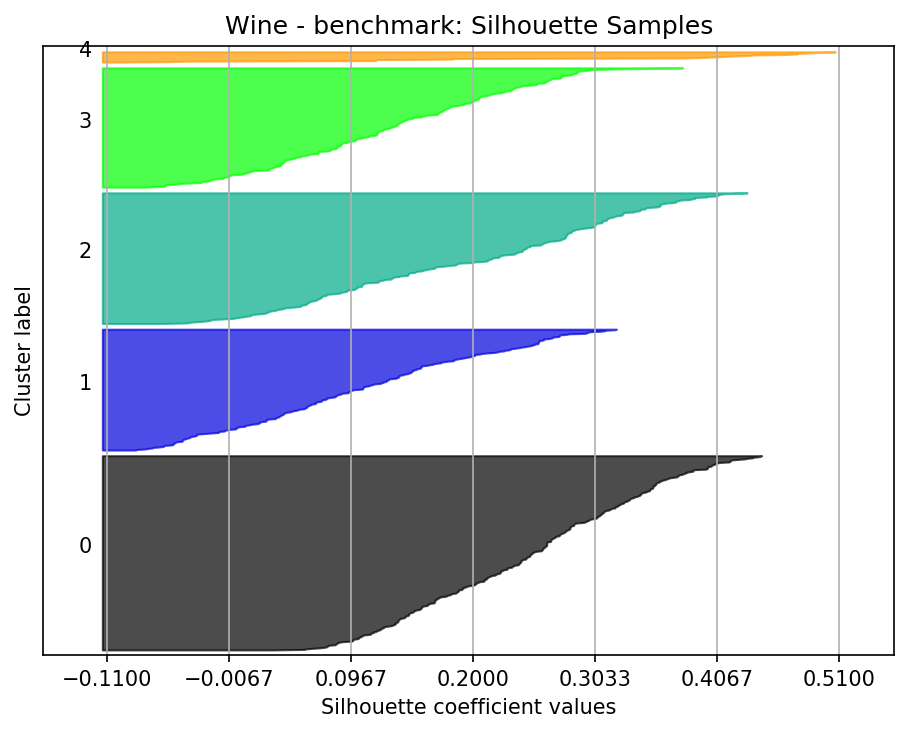 Wine - benchmark: Silhouette Samples
4
3
2
1
0
Cluster label
−0.1100 −0.0067 0.0967 0.2000 0.3033 0.4067 0.5100
Silhouette coefficient values